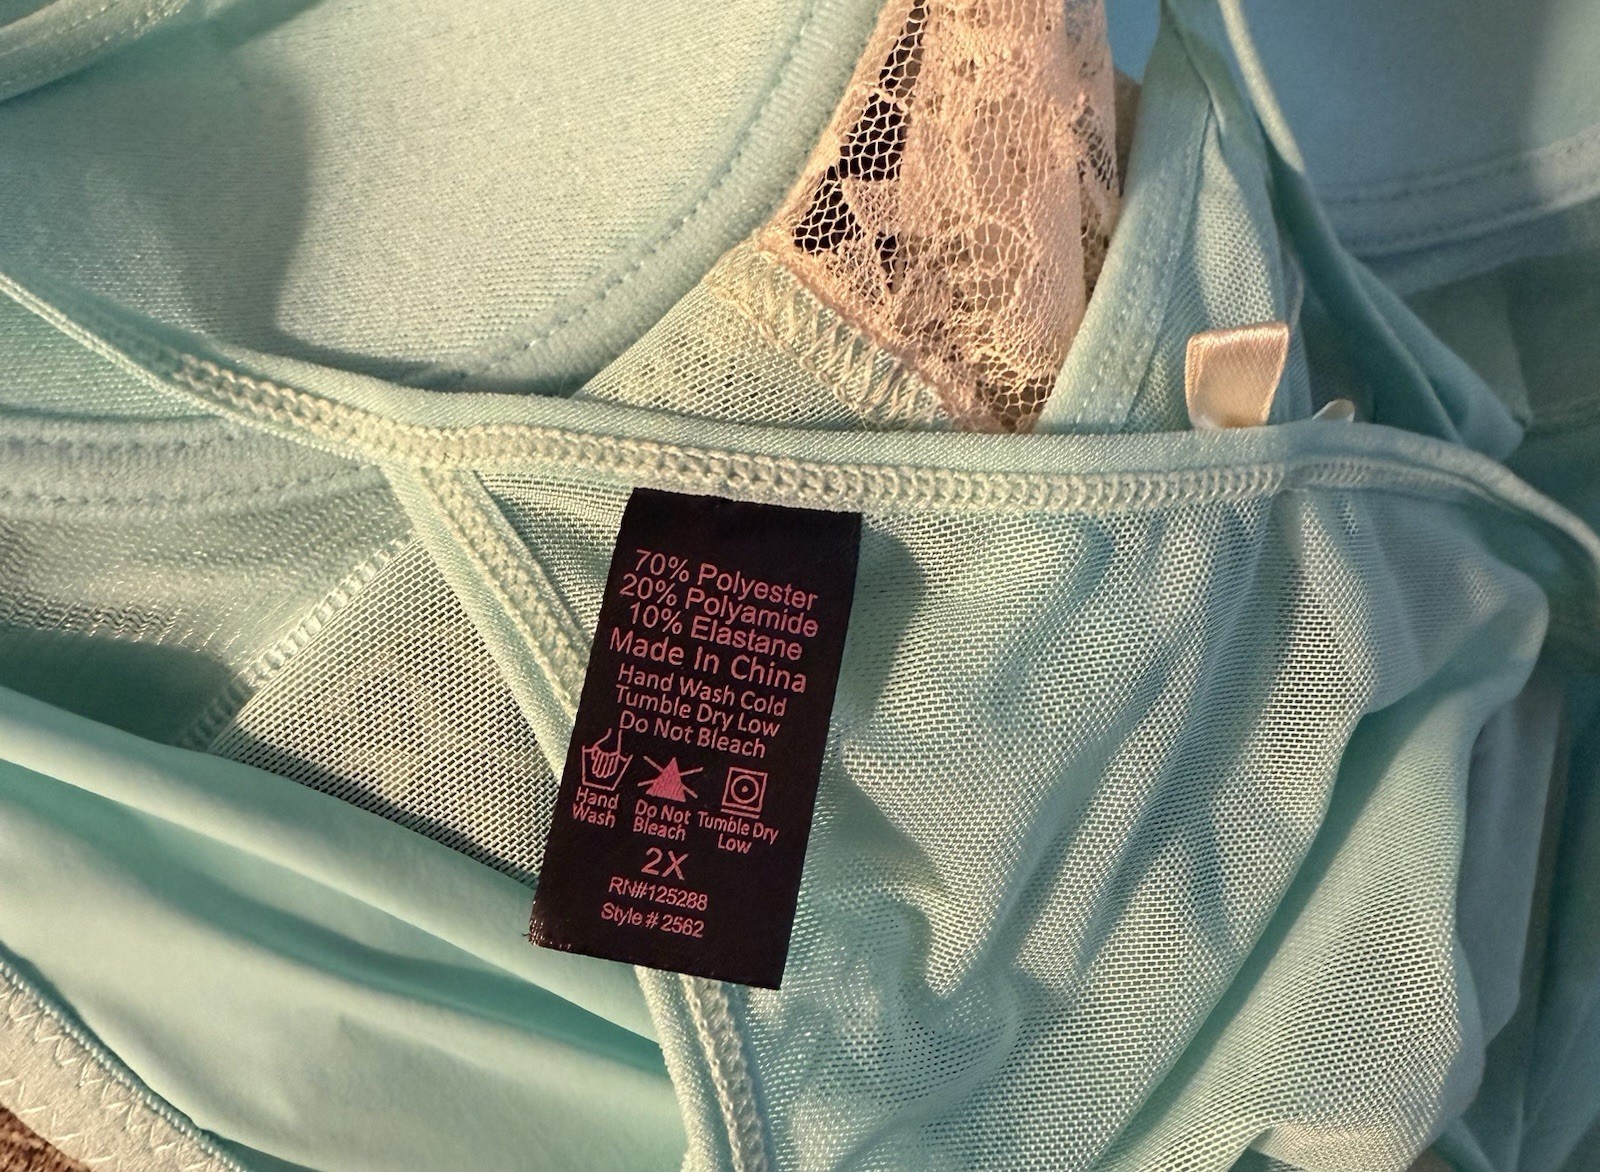 70% Polyester
20% Polyamide
10% Elastane
Made In China
Hand Wash Cold
Tumble Dry Low
Do Not Bleach
Hand
Wash
Do Not
Bleach
Tumble Dry
Low
2X
RN#125288
Style # 2562